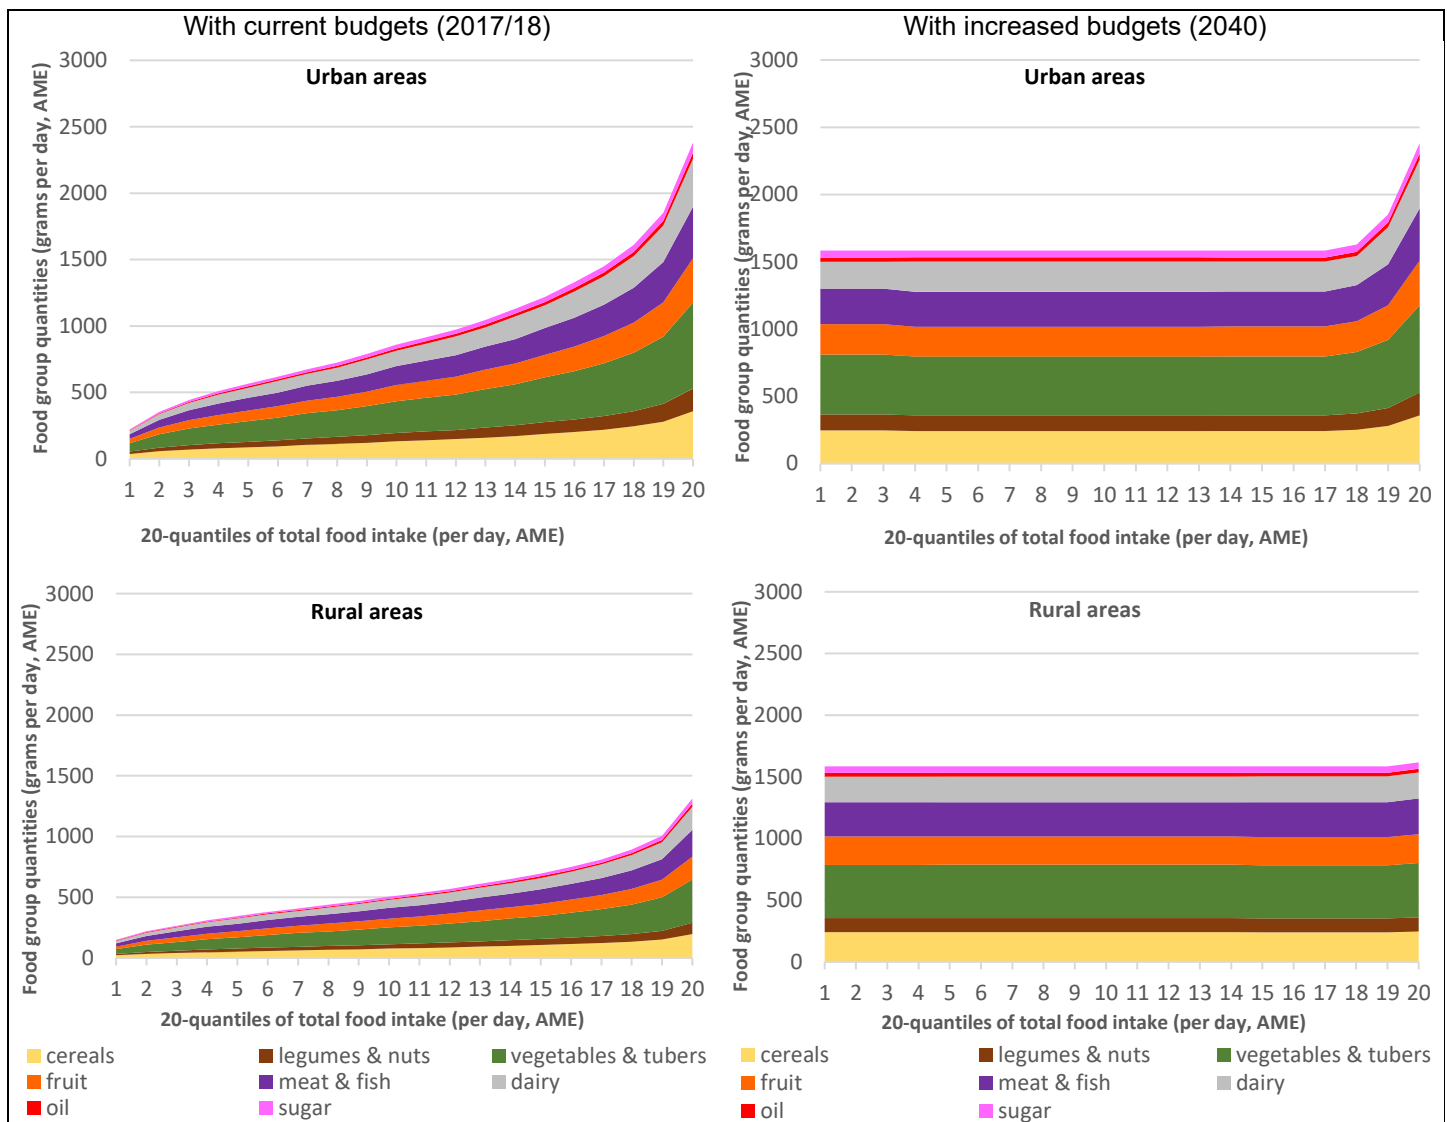 With current budgets (2017/18)
With increased budgets (2040)
Urban areas
Food group quantities (grams per day, AME)
3000
2500
2000
1500
1000
500
0
1 2 3 4 5 6 7 8 9 10 11 12 13 14 15 16 17 18 19 20
20-quantiles of total food intake (per day, AME)
Urban areas
Food group quantities (grams per day, AME)
3000
2500
2000
1500
1000
500
0
1 2 3 4 5 6 7 8 9 10 11 12 13 14 15 16 17 18 19 20
20-quantiles of total food intake (per day, AME)
Rural areas
Food group quantities (grams per day, AME)
3000
2500
2000
1500
1000
500
0
1 2 3 4 5 6 7 8 9 10 11 12 13 14 15 16 17 18 19 20
20-quantiles of total food intake (per day, AME)
cereals legumes & nuts vegetables & tubers
fruit meat & fish dairy
oil sugar
Rural areas
Food group quantities (grams per day, AME)
3000
2500
2000
1500
1000
500
0
1 2 3 4 5 6 7 8 9 10 11 12 13 14 15 16 17 18 19 20
20-quantiles of total food intake (per day, AME)
cereals legumes & nuts vegetables & tubers
fruit meat & fish dairy
oil sugar